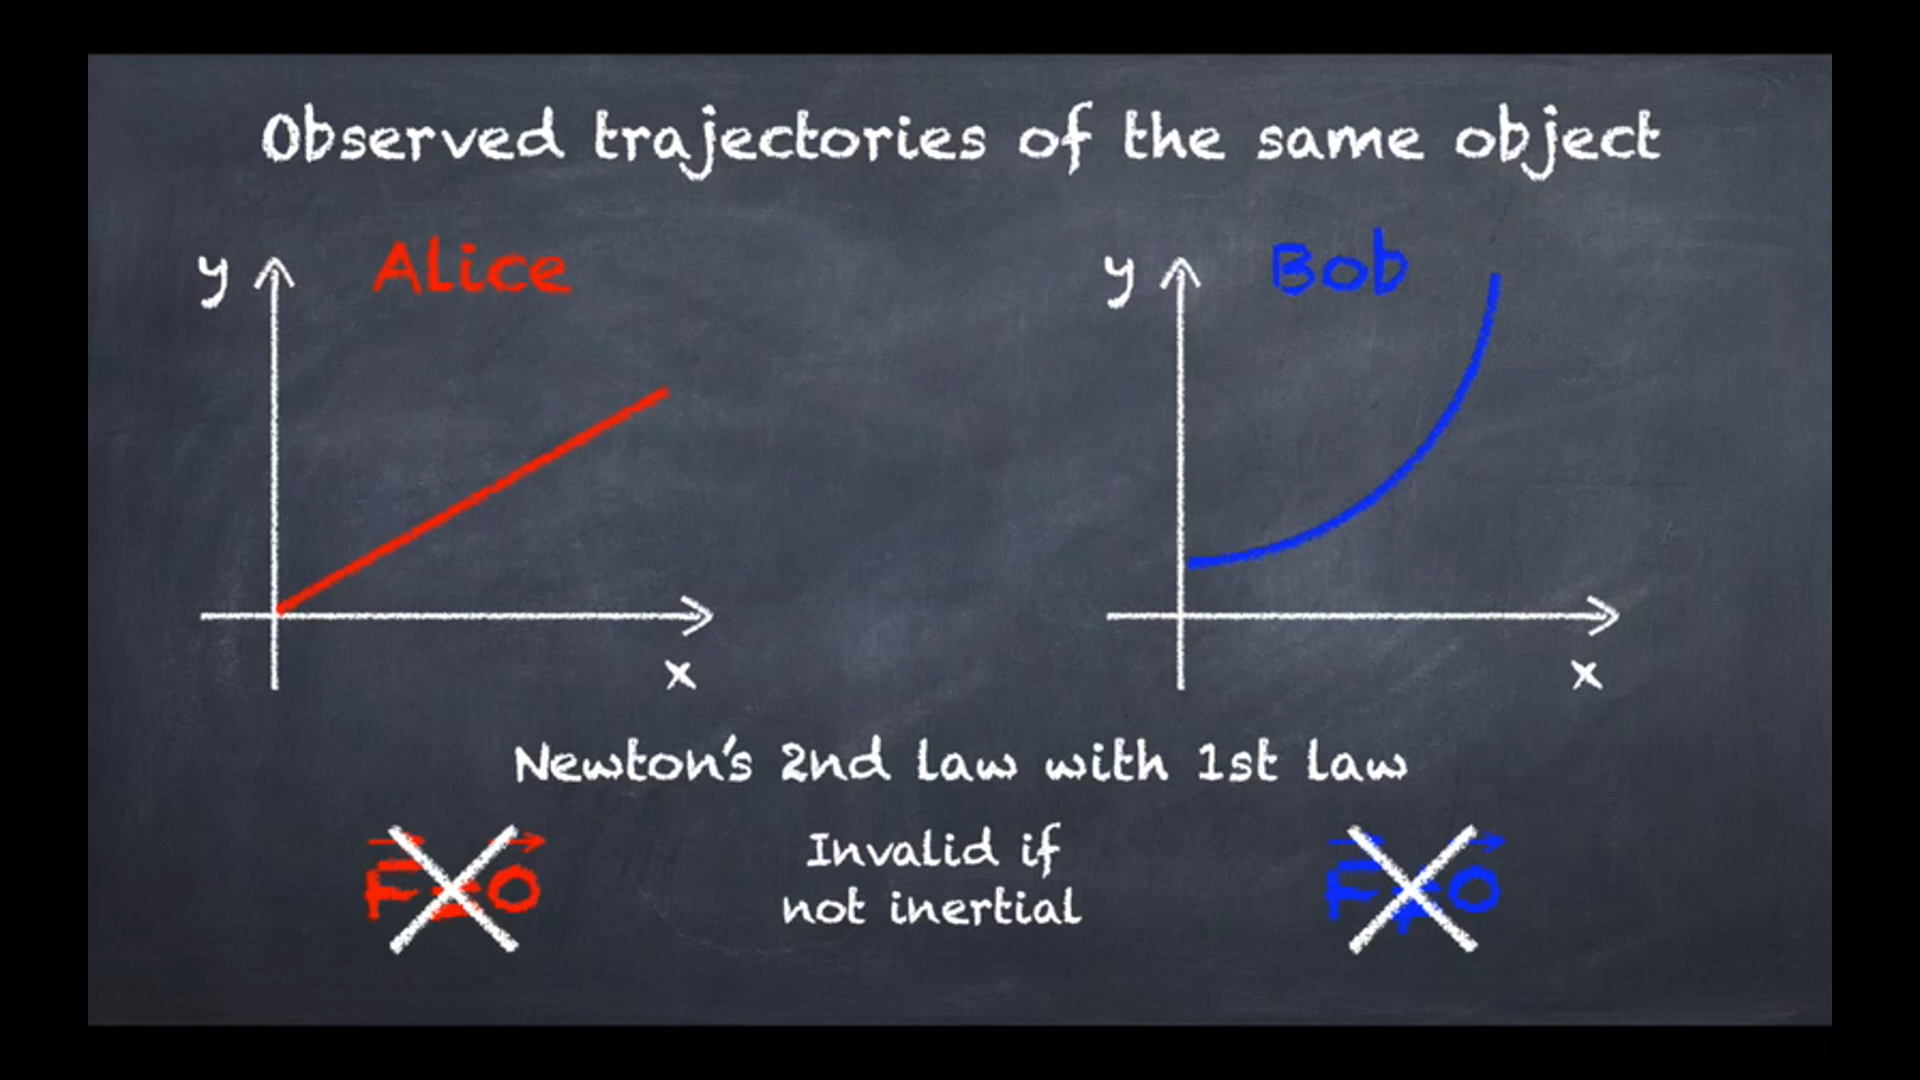 Observed trajectories of the same object
y Alice
x
y Bob
x
Newton's 2nd law with 1st law
F=0
Invalid if
not inertial
F≠0